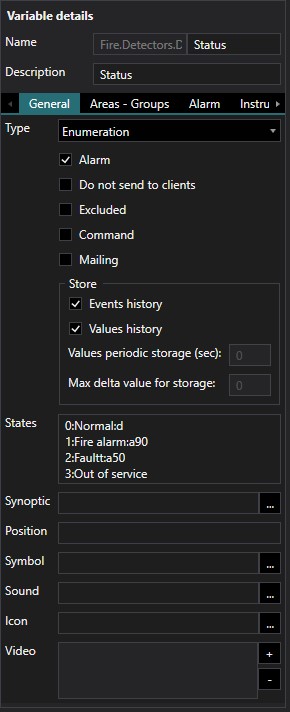 Variable details
Name Fire.Detectors.D Status
Description Status
General Areas - Groups Alarm Instru
Type Enumeration
Alarm
Do not send to clients
Excluded
Command
Mailing
Store
Events history
Values history
Values periodic storage (sec): 0
Max delta value for storage: 0
States 0:Normal:d
1:Fire alarm:a90
2:Faultt:a50
3:Out of service
Synoptic ...
Position
Symbol ...
Sound ...
Icon ...
Video +
-